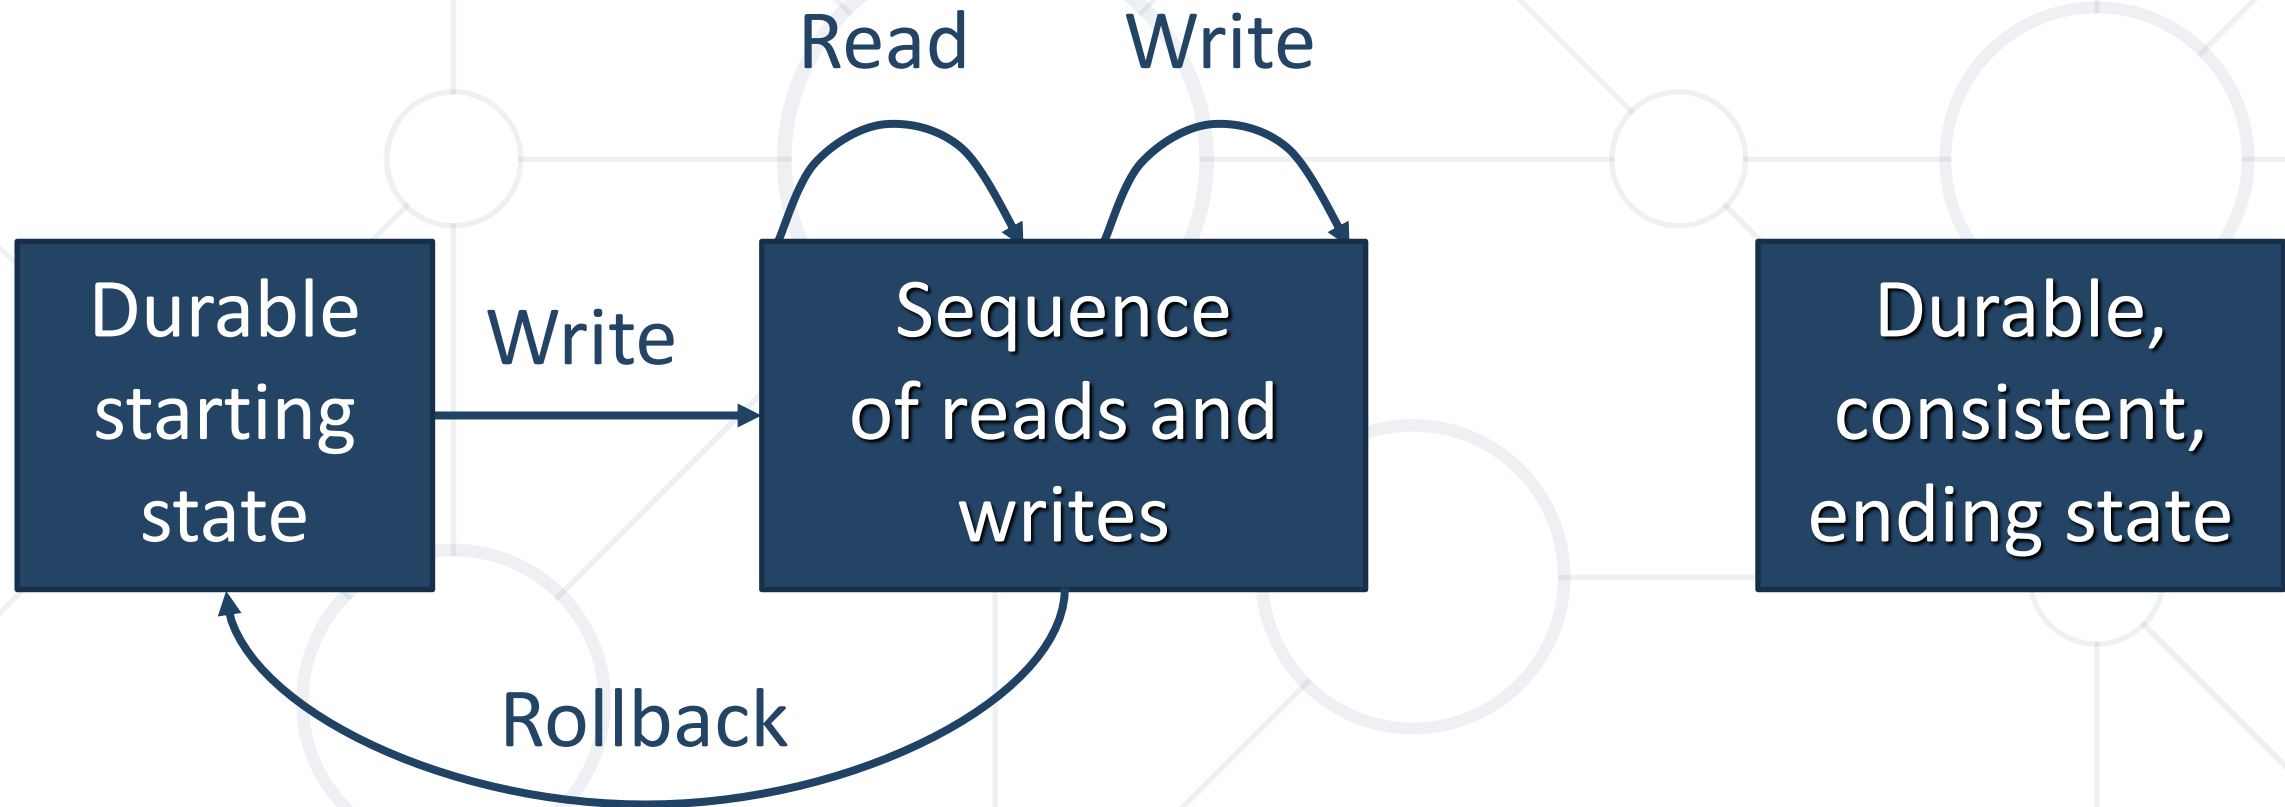 Read
Write
Durable
starting
state
Write
Sequence
of reads and
writes
Durable,
consistent,
ending state
Rollback